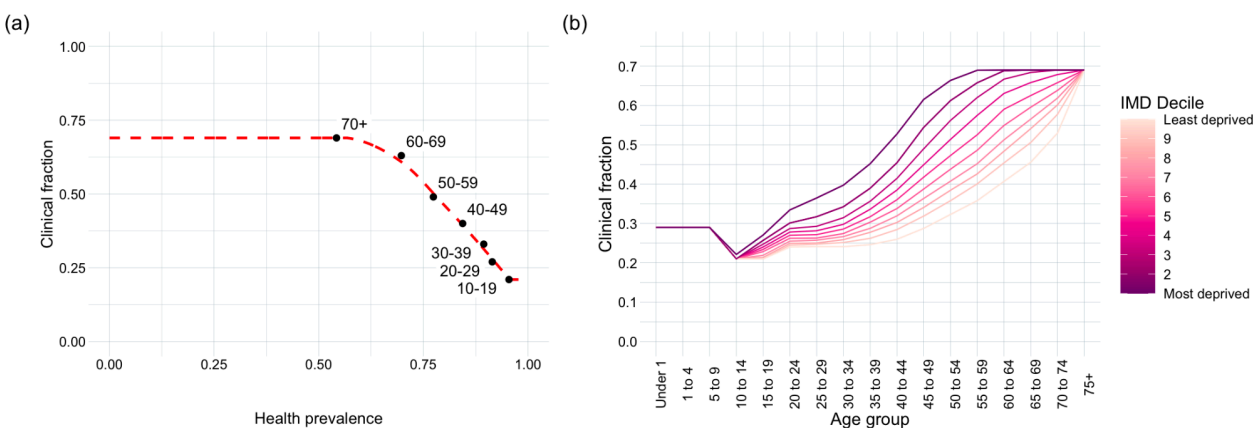 (a)
1.00
0.75
0.50
0.25
0.00
Clinical fraction
70+
60-69
50-59
40-49
30-39
20-29
10-19
0.00 0.25 0.50 0.75 1.00
Health prevalence
(b)
0.7
0.6
0.5
0.4
0.3
0.2
0.1
0.0
Clinical fraction
Under 1
1 to 4
5 to 9
10 to 14
15 to 19
20 to 24
25 to 29
30 to 34
35 to 39
40 to 44
45 to 49
50 to 54
55 to 59
60 to 64
65 to 69
70 to 74
75+
Age group
IMD Decile
Least deprived
9
8
7
6
5
4
3
2
Most deprived